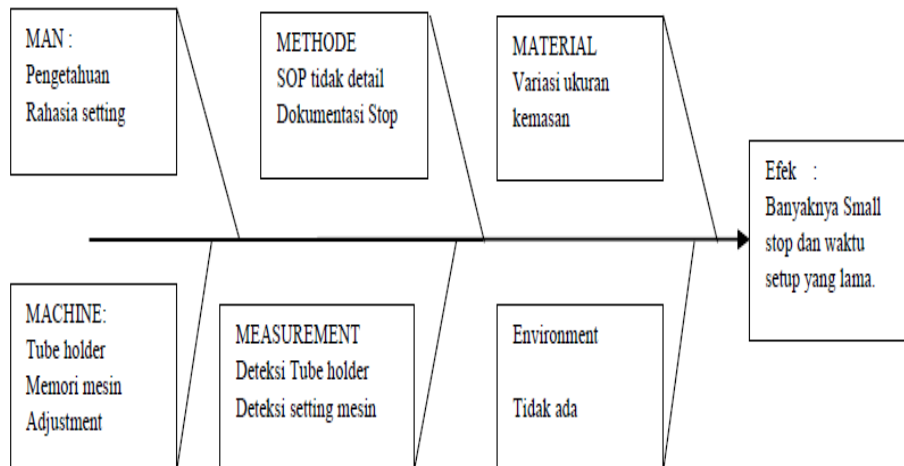 MAN :
Pengetahuan
Rahasia setting
METHODE
SOP tidak detail
Dokumentasi Stop
MATERIAL
Variasi ukuran
kemasan
Efek :
Banyaknya Small
stop dan waktu
setup yang lama.
MACHINE:
Tube holder
Memori mesin
Adjustment
MEASUREMENT
Deteksi Tube holder
Deteksi setting mesin
Environment
Tidak ada